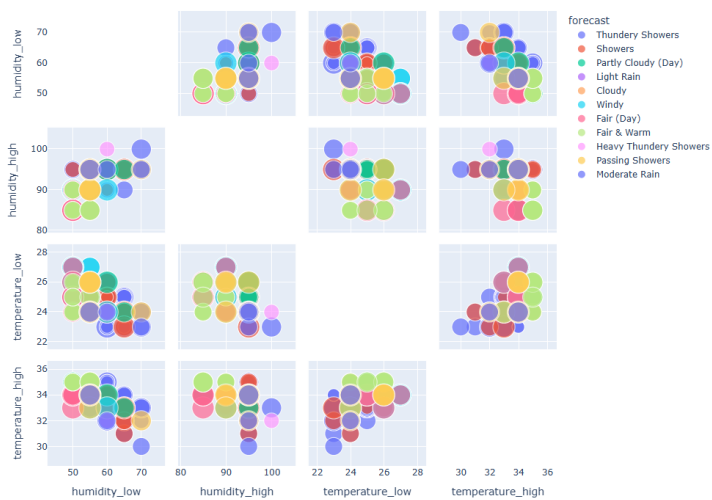 forecast
Thundery Showers
Showers
Partly Cloudy (Day)
Light Rain
Cloudy
Windy
Fair (Day)
Fair & Warm
Heavy Thundery Showers
Passing Showers
Moderate Rain
humidity_low
70
60
50
humidity_high
100
90
80
temperature_low
28
26
24
22
temperature_high
36
34
32
30
50 60 70 80 90 100 22 24 26 28 30 32 34 36
humidity_low humidity_high temperature_low temperature_high